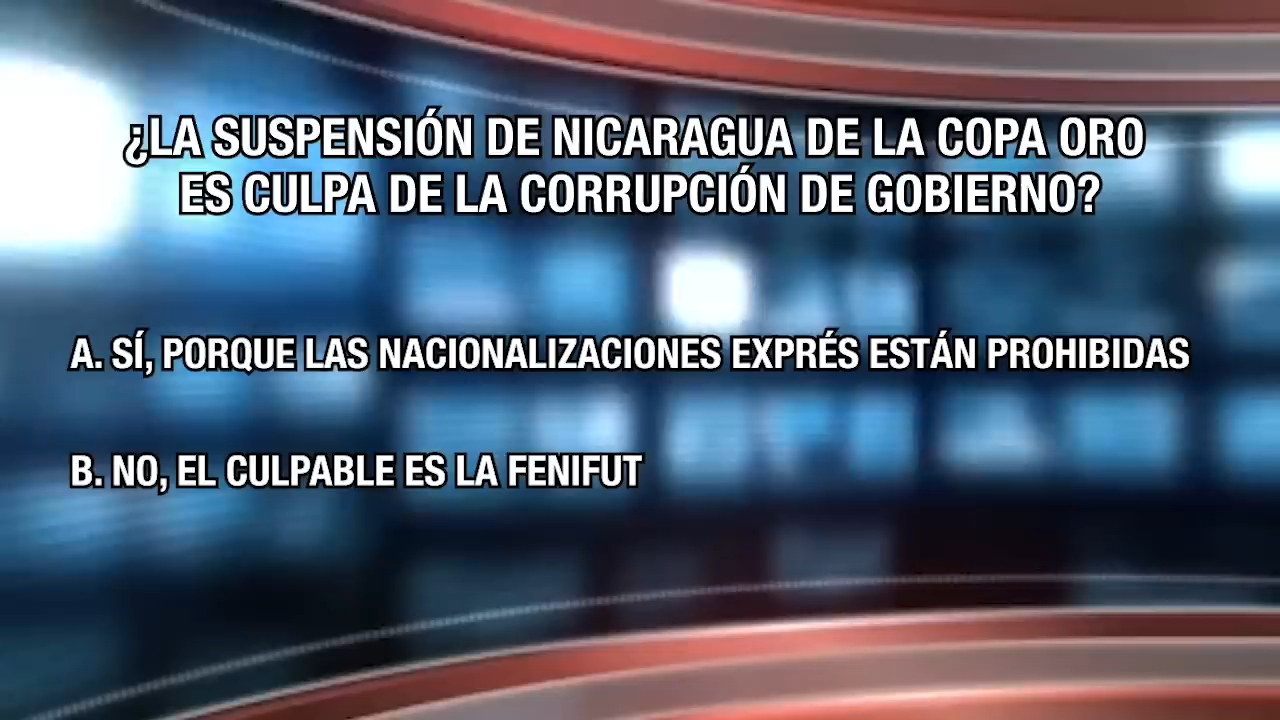 ¿LA SUSPENSIÓN DE NICARAGUA DE LA COPA ORO
ES CULPA DE LA CORRUPCIÓN DE GOBIERNO?
A. SÍ, PORQUE LAS NACIONALIZACIONES EXPRÉS ESTÁN PROHIBIDAS
B. NO, EL CULPABLE ES LA FENIFUT